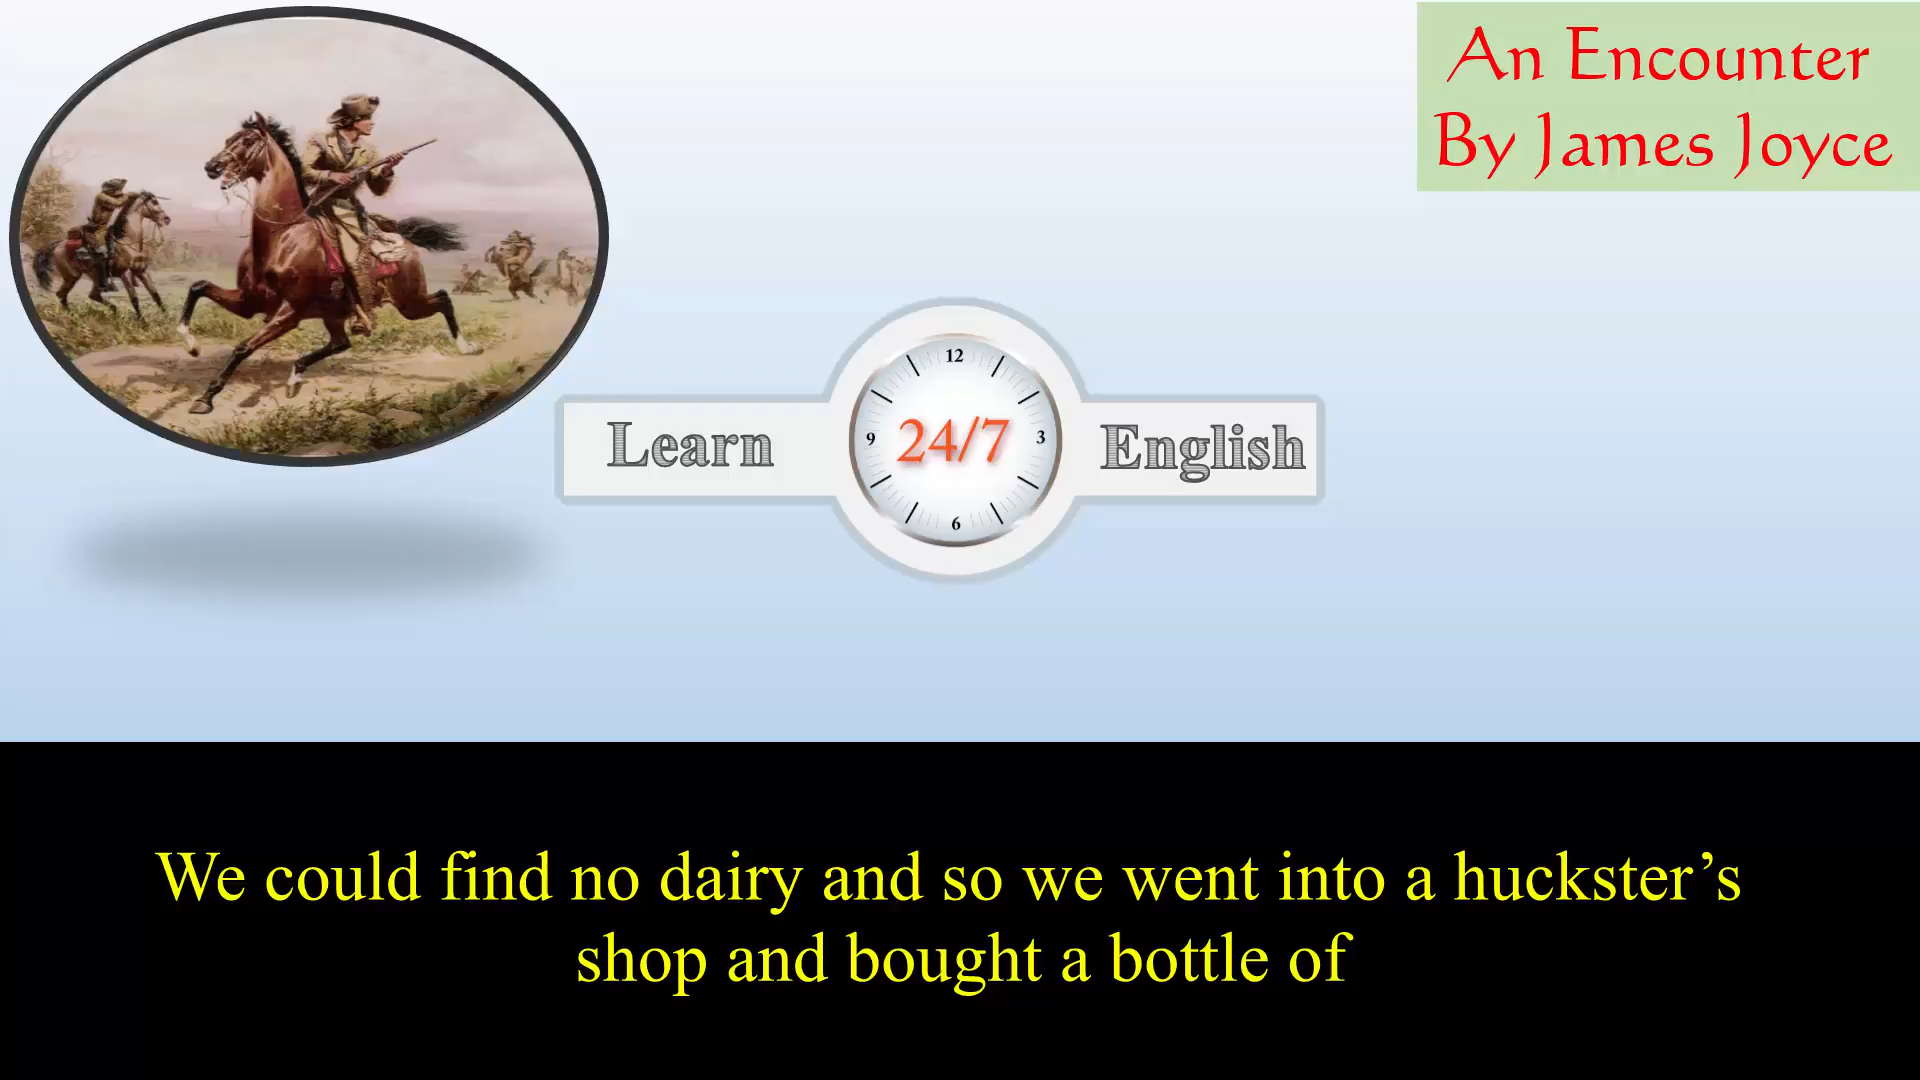 An Encounter
By James Joyce
12
Learn
9
24/7
3
English
6
We could find no dairy and so we went into a huckster’s
shop and bought a bottle of